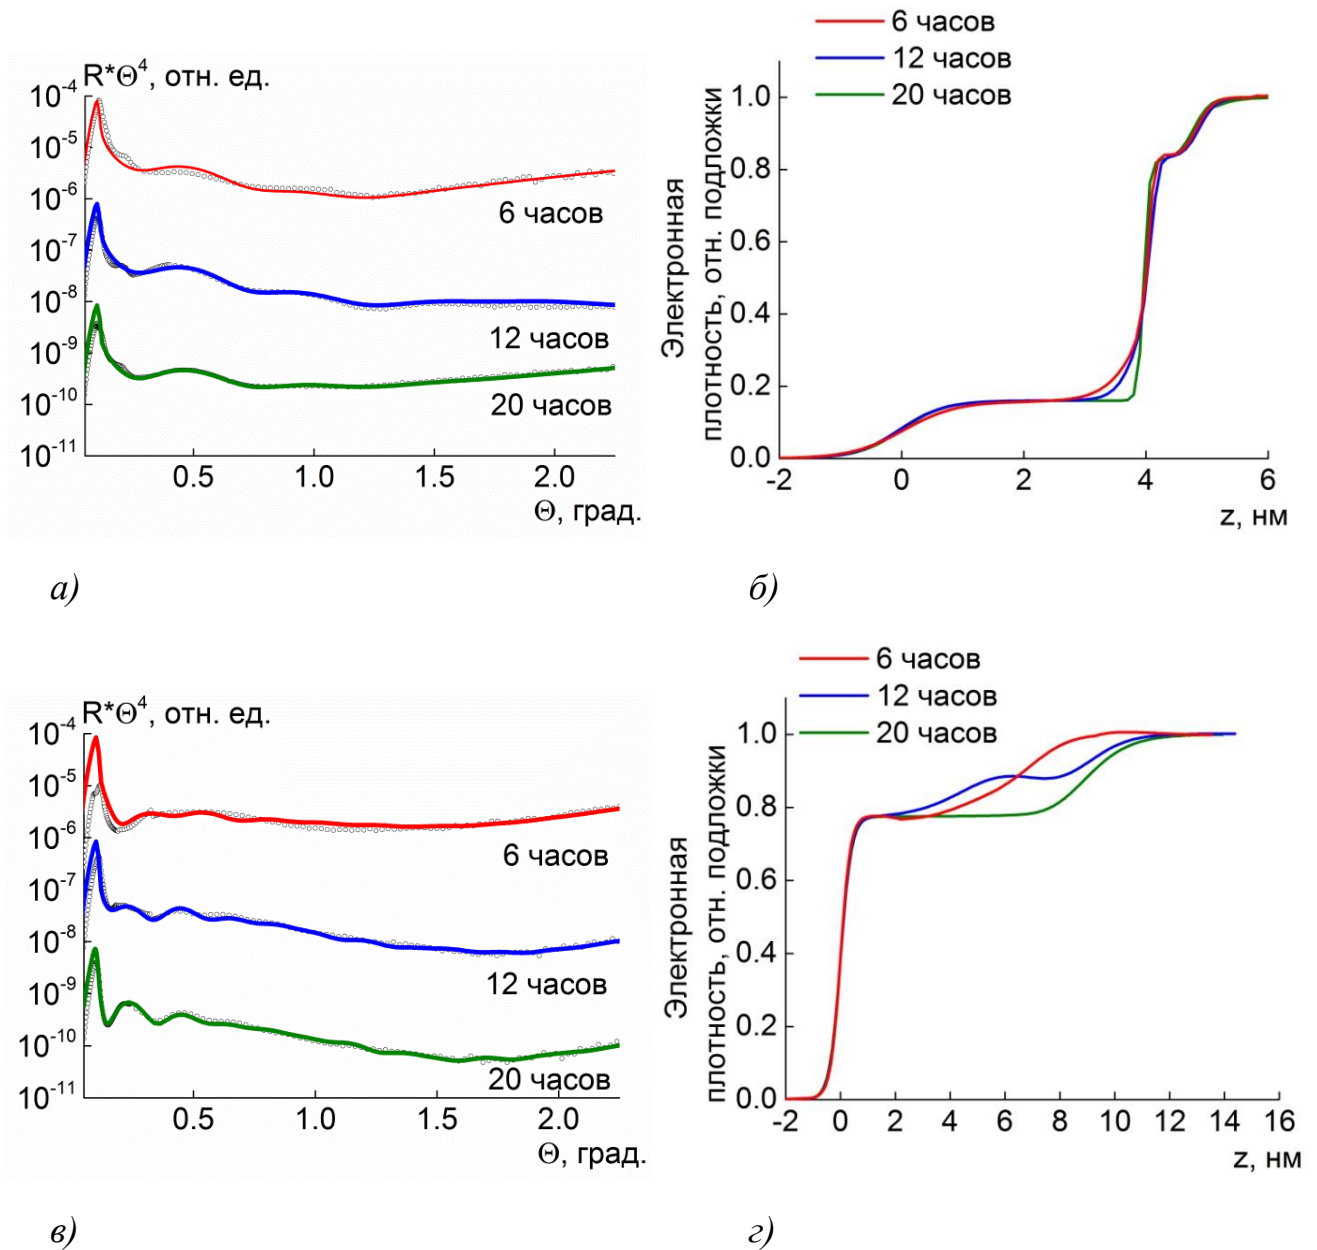 R*Θ⁴, отн. ед.
10⁻⁴
10⁻⁵
10⁻⁶
10⁻⁷
10⁻⁸
10⁻⁹
10⁻¹⁰
10⁻¹¹
6 часов
12 часов
20 часов
0.5 1.0 1.5 2.0
Θ, град.
а)
6 часов
12 часов
20 часов
Электронная
плотность, отн. подложки
1.0
0.8
0.6
0.4
0.2
0.0
-2 0 2 4 6
z, нм
б)
R*Θ⁴, отн. ед.
10⁻⁴
10⁻⁵
10⁻⁶
10⁻⁷
10⁻⁸
10⁻⁹
10⁻¹⁰
10⁻¹¹
6 часов
12 часов
20 часов
0.5 1.0 1.5 2.0
Θ, град.
в)
6 часов
12 часов
20 часов
Электронная
плотность, отн. подложки
1.0
0.8
0.6
0.4
0.2
0.0
-2 0 2 4 6 8 10 12 14 16
z, нм
г)